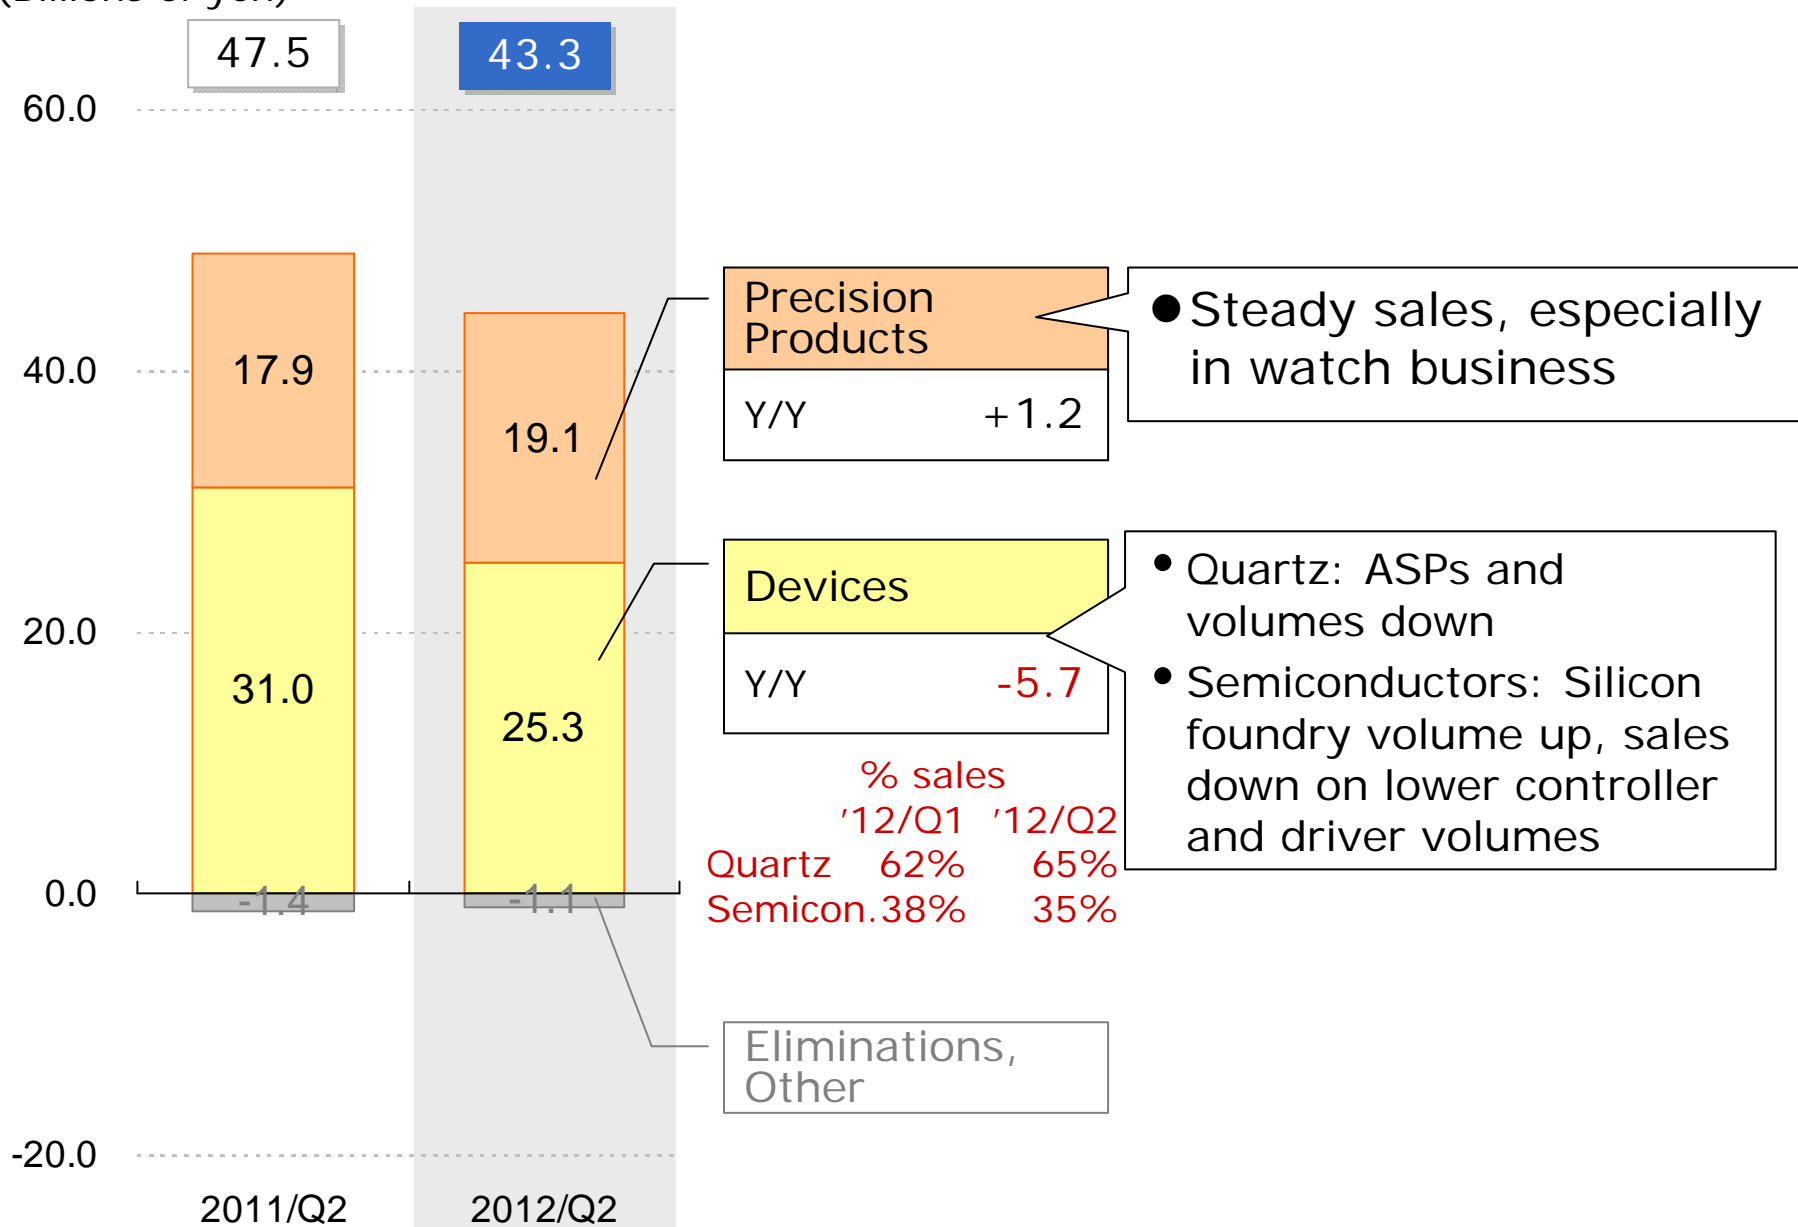 (Billions of yen)
47.5
43.3
60.0
40.0
20.0
0.0
-20.0
17.9
31.0
-1.4
19.1
25.3
-1.1
2011/Q2
2012/Q2
Precision
Products
Y/Y +1.2
● Steady sales, especially
in watch business
Devices
Y/Y -5.7
• Quartz: ASPs and
volumes down
• Semiconductors: Silicon
foundry volume up, sales
down on lower controller
and driver volumes
% sales
'12/Q1 '12/Q2
Quartz 62% 65%
Semicon. 38% 35%
Eliminations,
Other